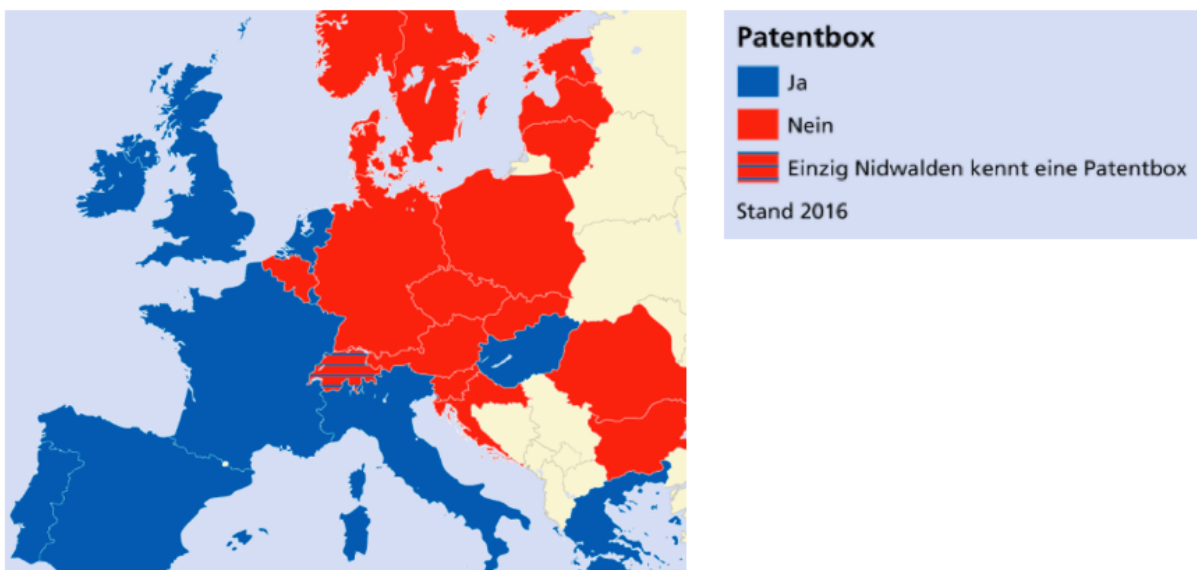 Patentbox
Ja
Nein
Einzig Nidwalden kennt eine Patentbox
Stand 2016